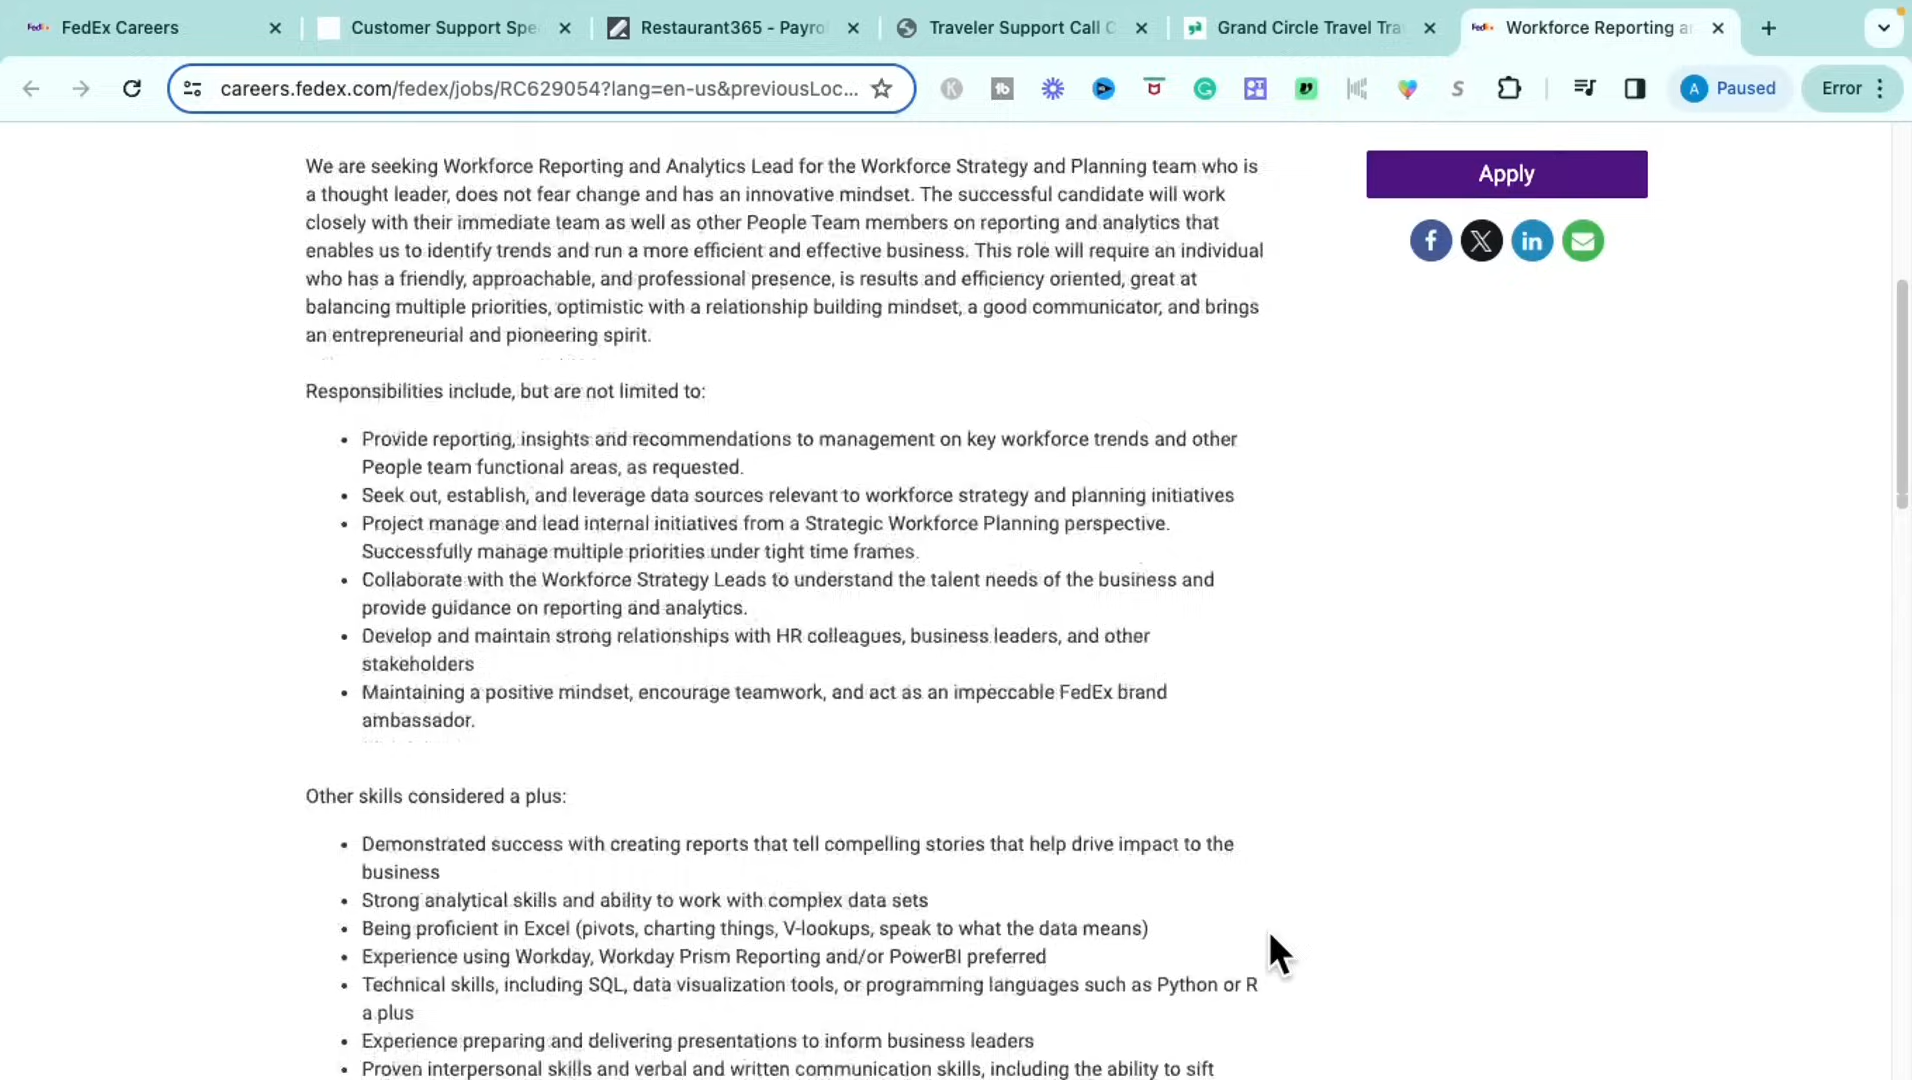 FedEx Careers
Customer Support Spe
Restaurant365 - Payro
Traveler Support Call C
Grand Circle Travel Tra
Workforce Reporting a
careers.fedex.com/fedex/jobs/RC629054?lang=en-us&previousLoc...
Paused
Error
We are seeking Workforce Reporting and Analytics Lead for the Workforce Strategy and Planning team who is
a thought leader, does not fear change and has an innovative mindset. The successful candidate will work
closely with their immediate team as well as other People Team members on reporting and analytics that
enables us to identify trends and run a more efficient and effective business. This role will require an individual
who has a friendly, approachable, and professional presence, is results and efficiency oriented, great at
balancing multiple priorities, optimistic with a relationship building mindset, a good communicator, and brings
an entrepreneurial and pioneering spirit.
Apply
Responsibilities include, but are not limited to:
• Provide reporting, insights and recommendations to management on key workforce trends and other
People team functional areas, as requested.
• Seek out, establish, and leverage data sources relevant to workforce strategy and planning initiatives
• Project manage and lead internal initiatives from a Strategic Workforce Planning perspective.
Successfully manage multiple priorities under tight time frames.
• Collaborate with the Workforce Strategy Leads to understand the talent needs of the business and
provide guidance on reporting and analytics.
• Develop and maintain strong relationships with HR colleagues, business leaders, and other
stakeholders
• Maintaining a positive mindset, encourage teamwork, and act as an impeccable FedEx brand
ambassador.
Other skills considered a plus:
• Demonstrated success with creating reports that tell compelling stories that help drive impact to the
business
• Strong analytical skills and ability to work with complex data sets
• Being proficient in Excel (pivots, charting things, V-lookups, speak to what the data means)
• Experience using Workday, Workday Prism Reporting and/or PowerBI preferred
• Technical skills, including SQL, data visualization tools, or programming languages such as Python or R
a plus
• Experience preparing and delivering presentations to inform business leaders
• Proven interpersonal skills and verbal and written communication skills, including the ability to sift